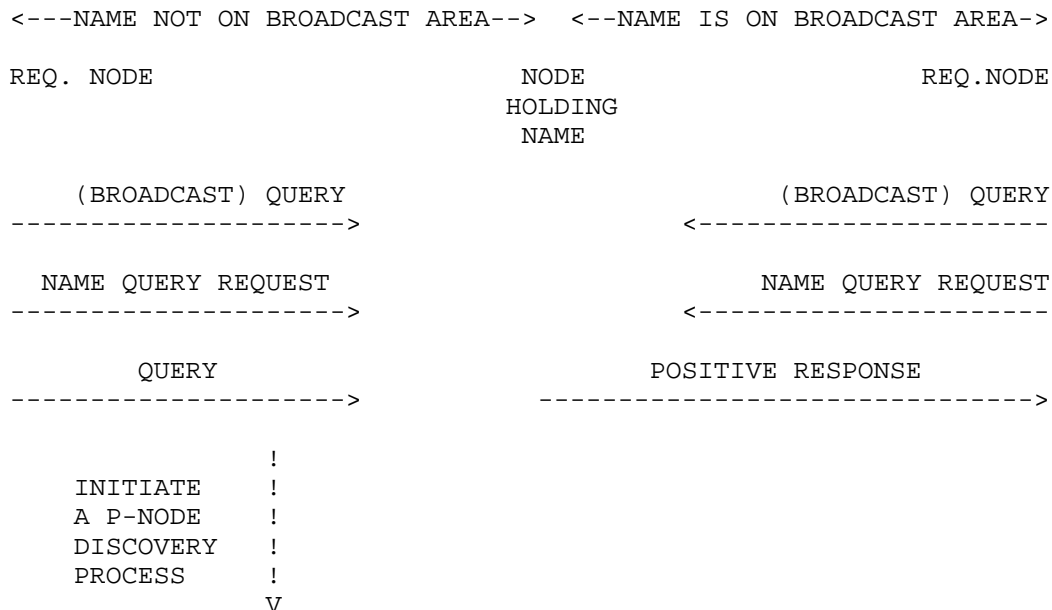 <---NAME NOT ON BROADCAST AREA--> <--NAME IS ON BROADCAST AREA->
REQ. NODE NODE REQ.NODE
HOLDING
NAME
(BROADCAST) QUERY (BROADCAST) QUERY
---------------------> <----------------------
NAME QUERY REQUEST NAME QUERY REQUEST
---------------------> <----------------------
QUERY POSITIVE RESPONSE
---------------------> ------------------------------->
!
INITIATE !
A P-NODE !
DISCOVERY !
PROCESS !
V